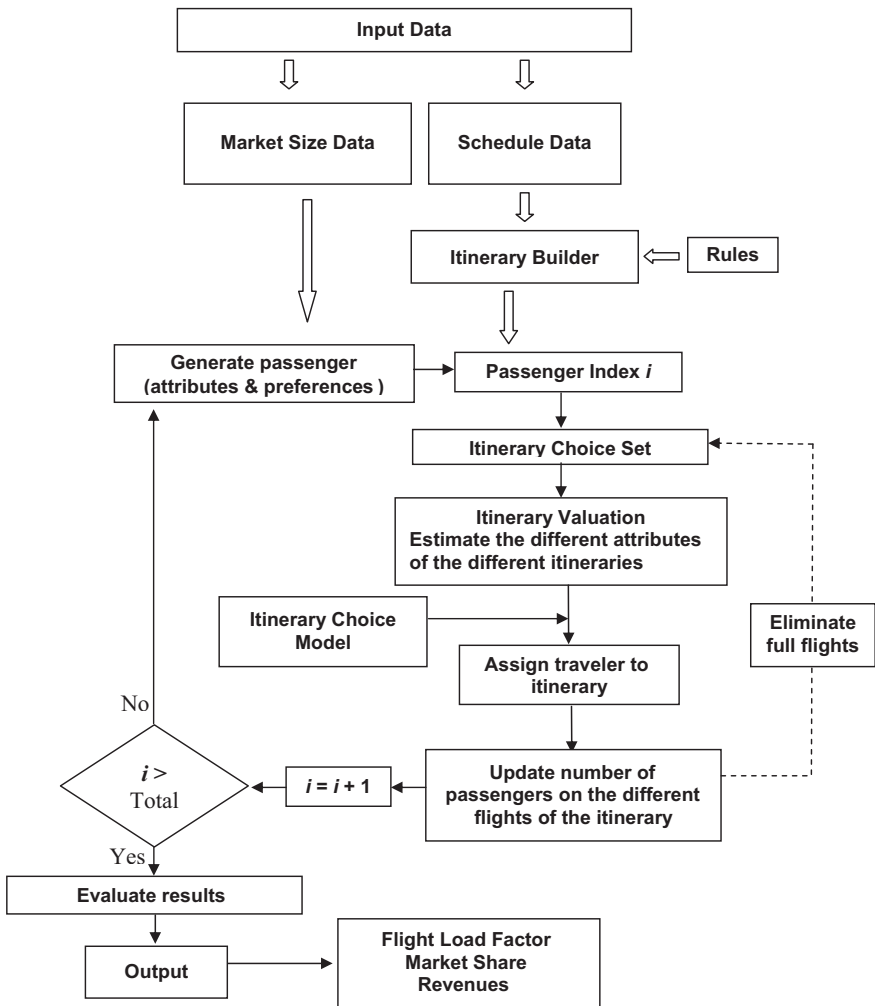 Input Data
Market Size Data
Schedule Data
Itinerary Builder
Rules
Generate passenger
(attributes & preferences )
Passenger Index i
Itinerary Choice Set
Itinerary Valuation
Estimate the different attributes
of the different itineraries
Itinerary Choice
Model
Eliminate
full flights
Assign traveler to
itinerary
No
i >
Total
i = i + 1
Update number of
passengers on the different
flights of the itinerary
Yes
Evaluate results
Output
Flight Load Factor
Market Share
Revenues